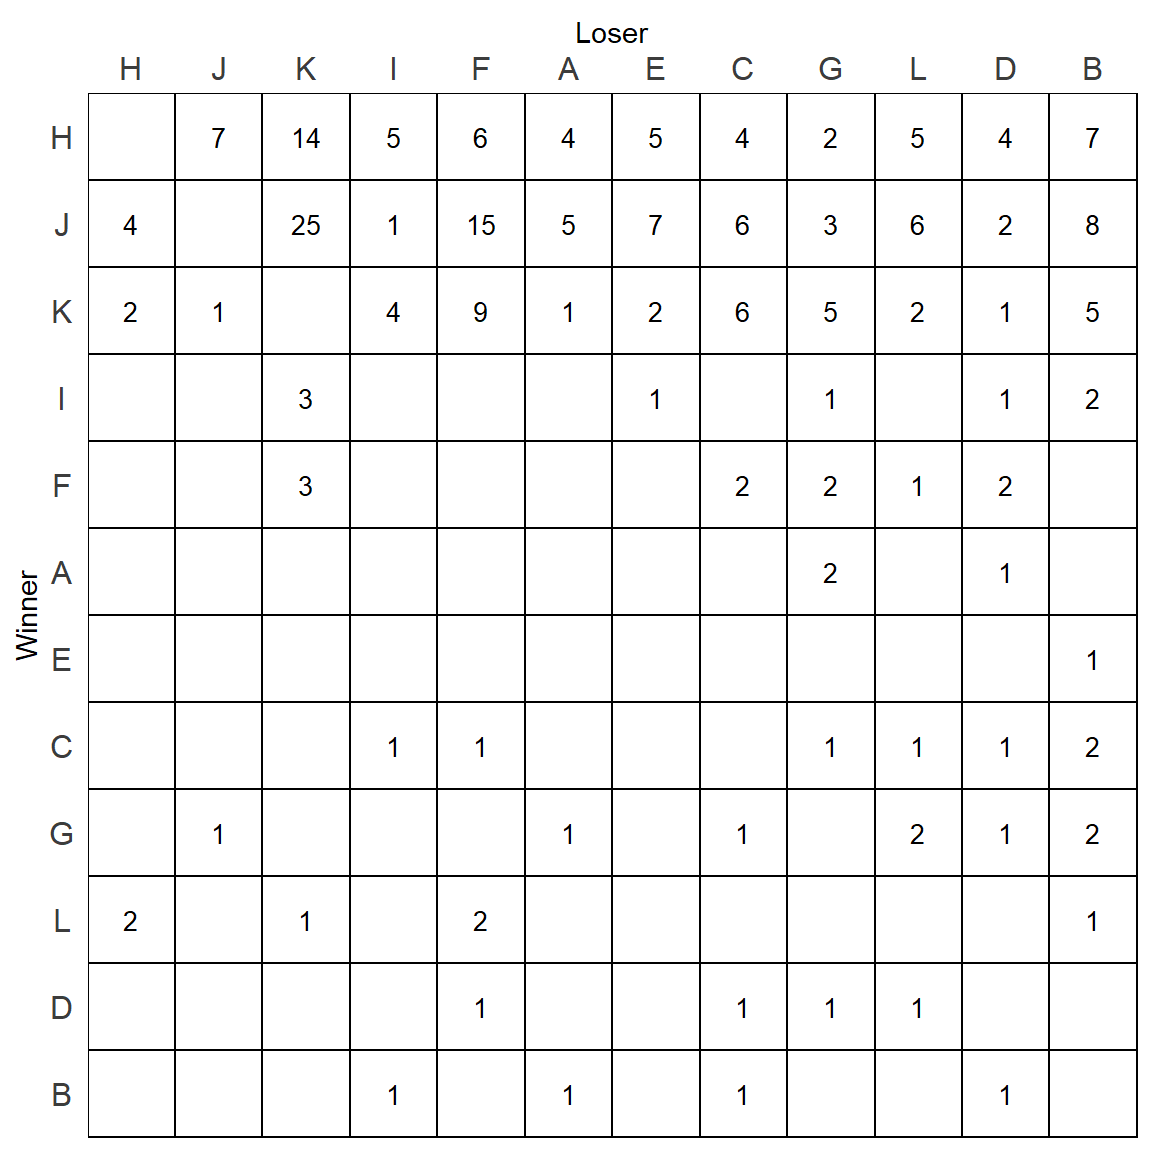 Loser
H J K I F A E C G L D B
H 7 14 5 6 4 5 4 2 5 4 7
J 4 25 1 15 5 7 6 3 6 2 8
K 2 1 4 9 1 2 6 5 2 1 5
I 3 1 1 1 2
F 3 2 2 1 2
A 2 1
E 1
C 1 1 1 1 1 2
G 1 1 1 2 1 2
L 2 1 2 1
D 1 1 1 1
B 1 1 1 1
Winner